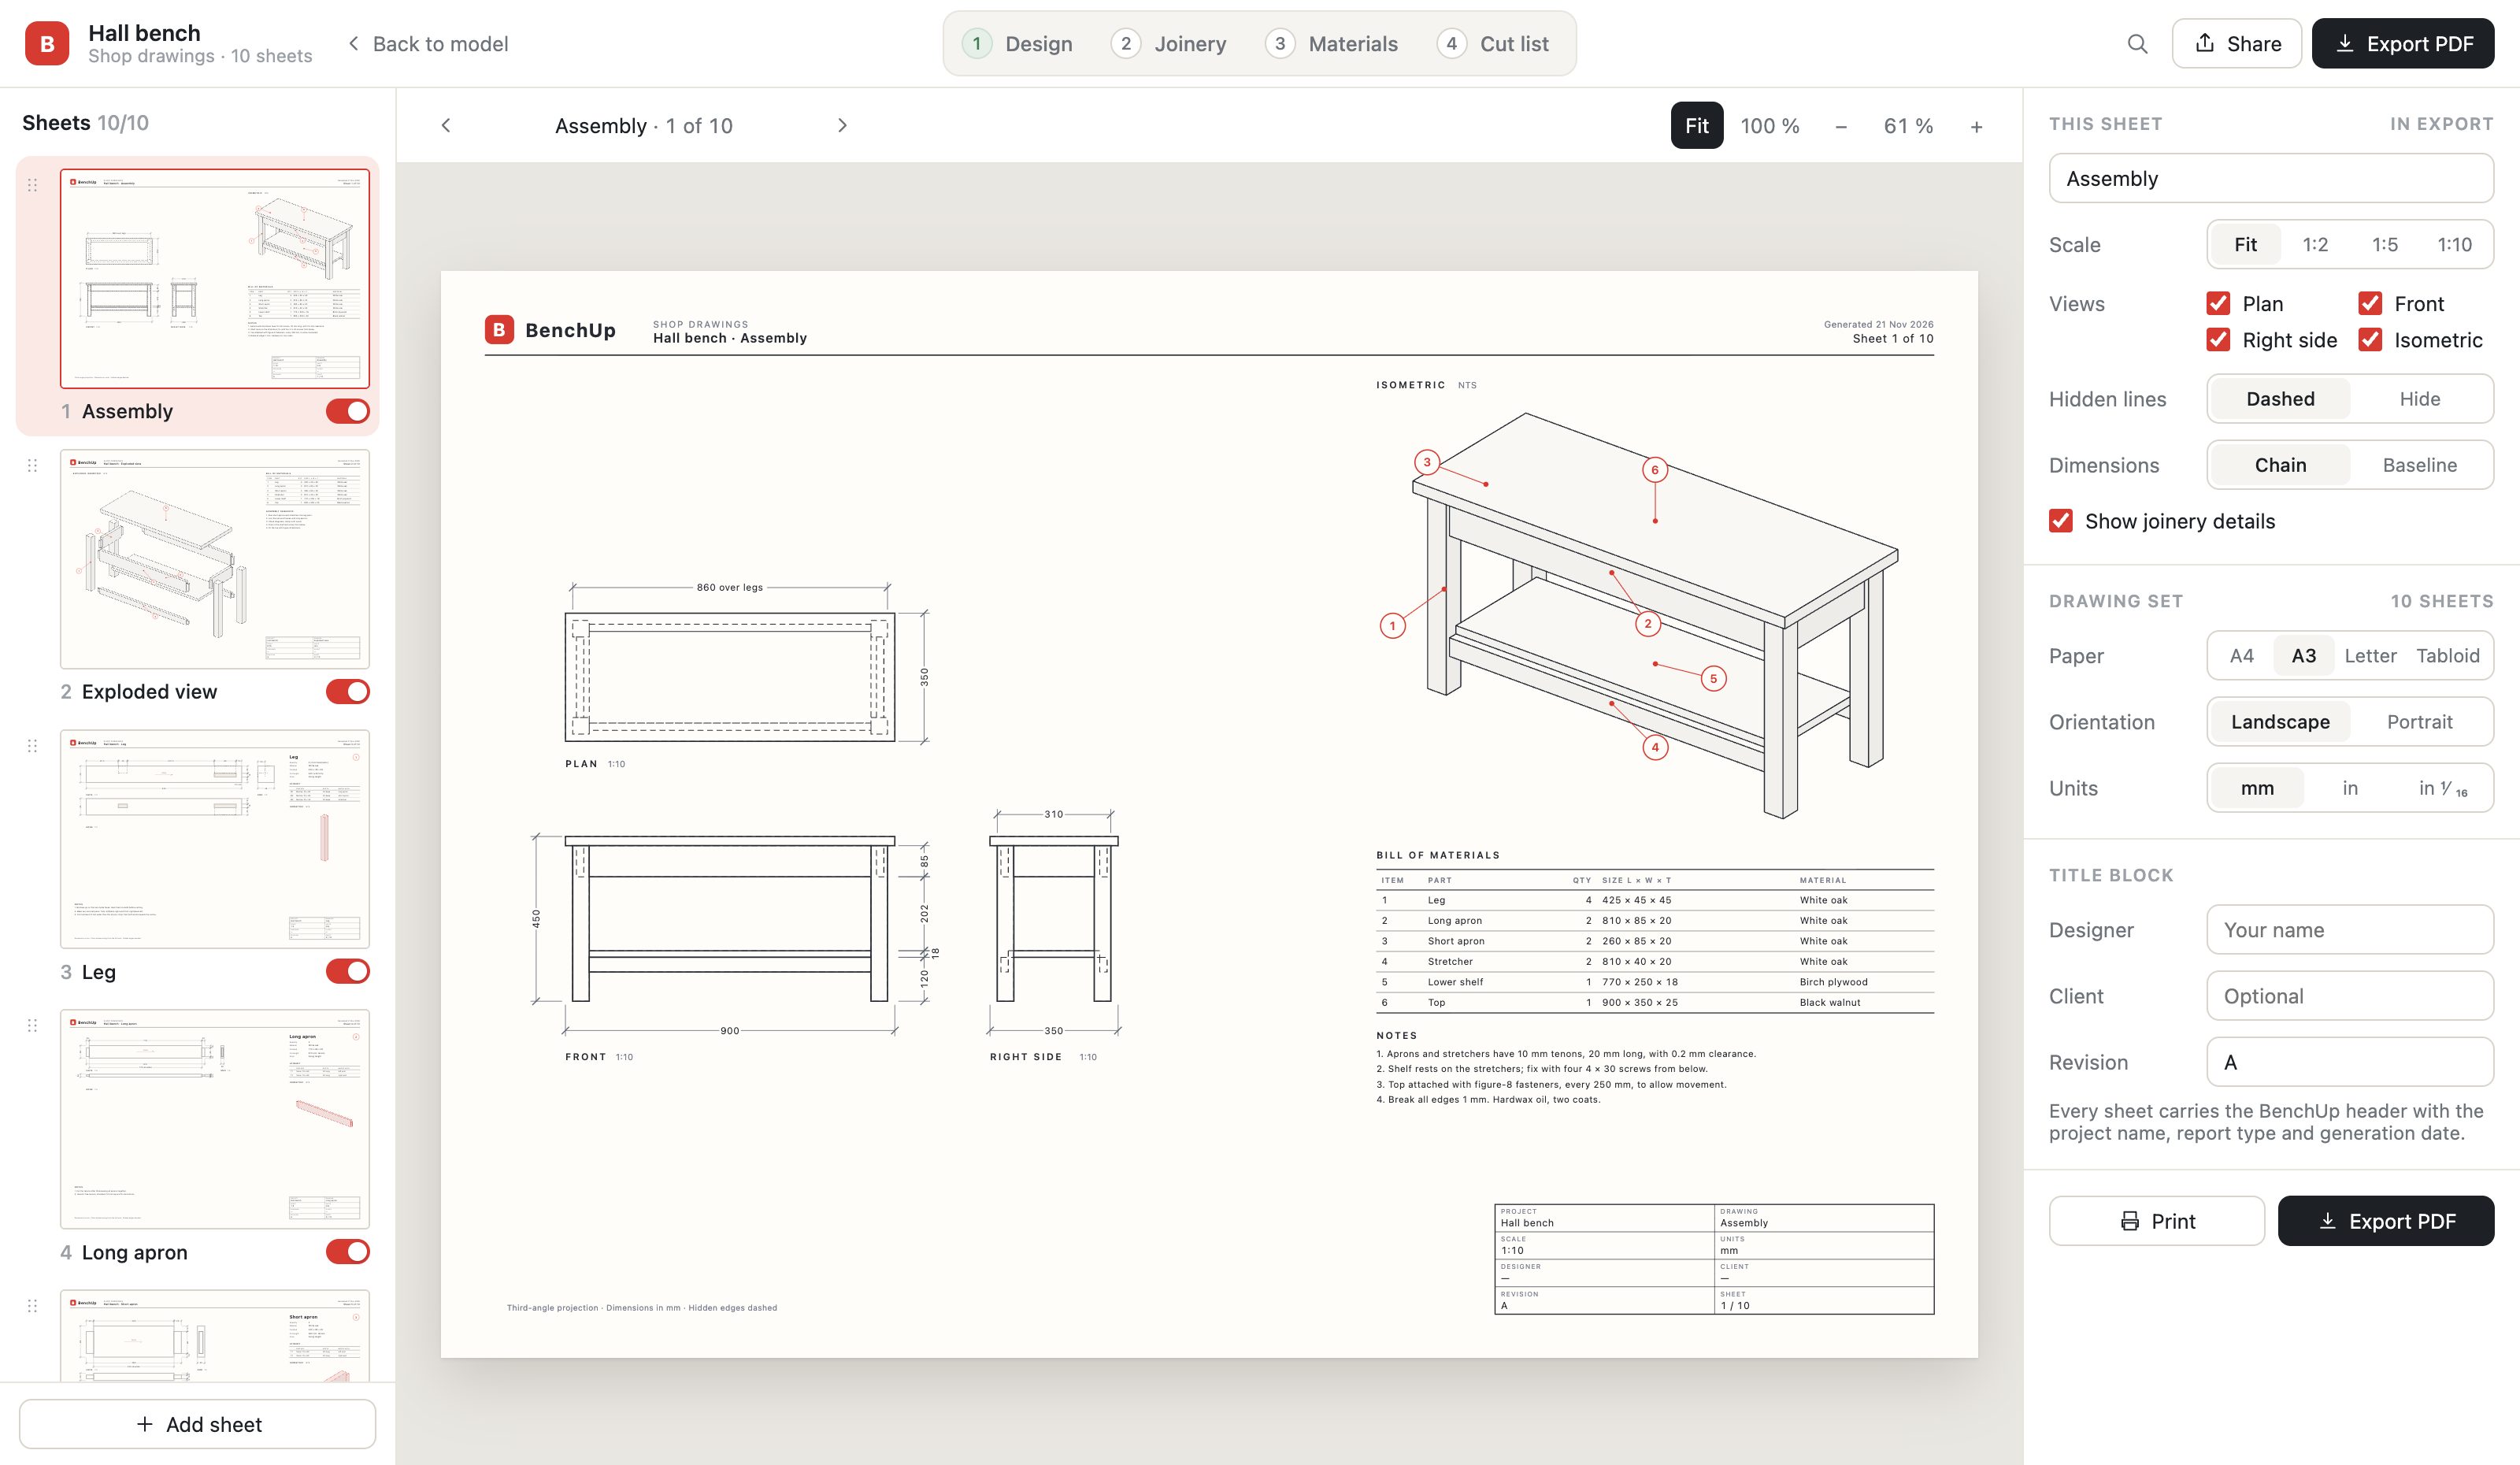 B
Hall bench
Shop drawings · 10 sheets
Back to model
1 Design
2 Joinery
3 Materials
4 Cut list
Share
Export PDF
Sheets 10/10
1 Assembly
2 Exploded view
3 Leg
4 Long apron
Add sheet
Assembly · 1 of 10
Fit
100 %
−
61 %
+
B BenchUp
SHOP DRAWINGS
Hall bench · Assembly
Generated 21 Nov 2026
Sheet 1 of 10
ISOMETRIC NTS
3
6
1
2
5
4
860 over legs
350
PLAN 1:10
450
85
202
18
120
900
FRONT 1:10
310
350
RIGHT SIDE 1:10
BILL OF MATERIALS
ITEM PART QTY SIZE L × W × T MATERIAL
1 Leg 4 425 × 45 × 45 White oak
2 Long apron 2 810 × 85 × 20 White oak
3 Short apron 2 260 × 85 × 20 White oak
4 Stretcher 2 810 × 40 × 20 White oak
5 Lower shelf 1 770 × 250 × 18 Birch plywood
6 Top 1 900 × 350 × 25 Black walnut
NOTES
1. Aprons and stretchers have 10 mm tenons, 20 mm long, with 0.2 mm clearance.
2. Shelf rests on the stretchers; fix with four 4 × 30 screws from below.
3. Top attached with figure-8 fasteners, every 250 mm, to allow movement.
4. Break all edges 1 mm. Hardwax oil, two coats.
PROJECT
Hall bench
DRAWING
Assembly
SCALE
1:10
UNITS
mm
DESIGNER
—
CLIENT
—
REVISION
A
SHEET
1 / 10
Third-angle projection · Dimensions in mm · Hidden edges dashed
THIS SHEET
IN EXPORT
Assembly
Scale
Fit 1:2 1:5 1:10
Views
Plan
Front
Right side
Isometric
Hidden lines
Dashed Hide
Dimensions
Chain Baseline
Show joinery details
DRAWING SET
10 SHEETS
Paper
A4 A3 Letter Tabloid
Orientation
Landscape Portrait
Units
mm in in 1⁄16
TITLE BLOCK
Designer
Your name
Client
Optional
Revision
A
Every sheet carries the BenchUp header with the
project name, report type and generation date.
Print
Export PDF